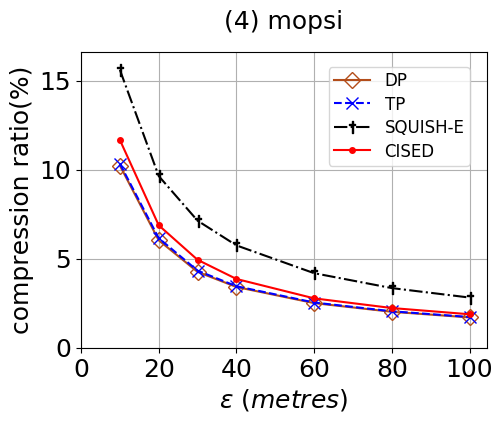 (4) mopsi
compression ratio(%)
15
10
5
0
0 20 40 60 80 100
ε (metres)
DP
TP
SQUISH-E
CISED